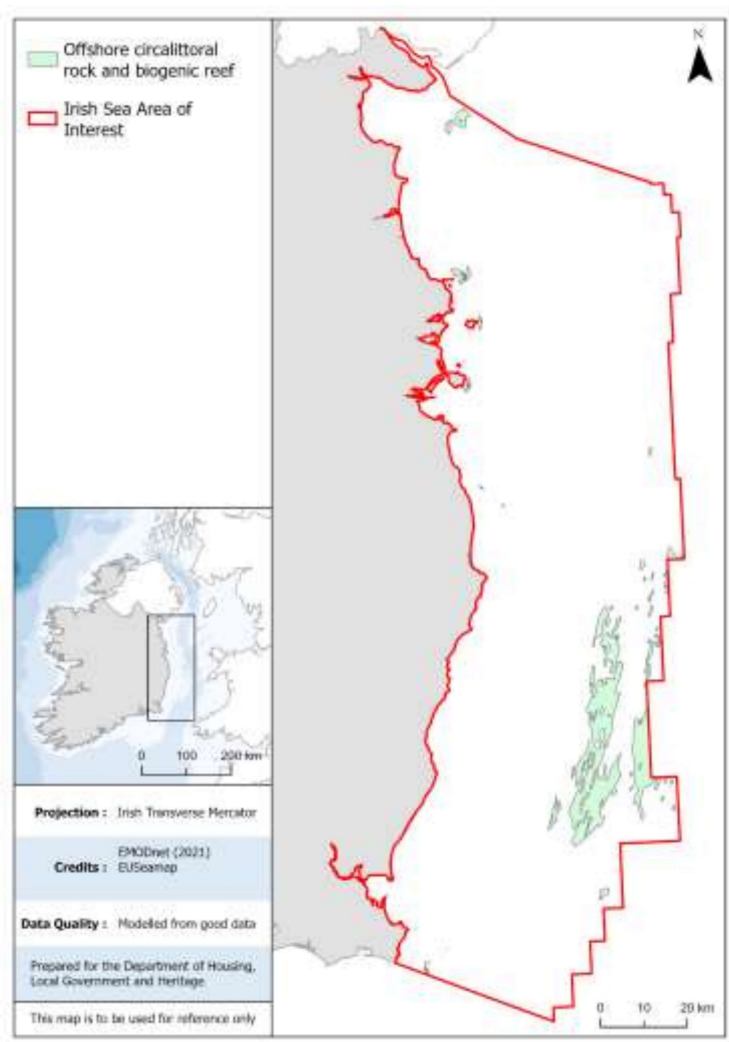 Offshore circalittoral
rock and biogenic reef
Irish Sea Area of
Interest
N
0 100 200 km
Projection : Irish Transverse Mercator
EMODnet (2021)
Credits : EUSeamap
Data Quality : Modelled from good data
Prepared for the Department of Housing,
Local Government and Heritage
This map is to be used for reference only
0 10 20 km